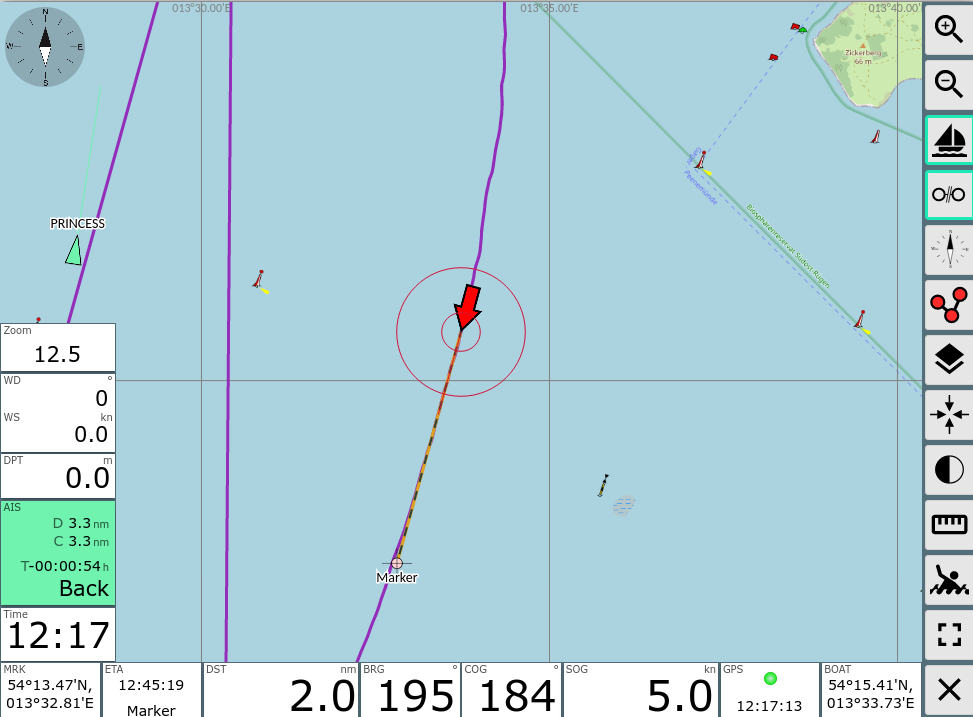 013°30.00'E
013°35.00'E
013°40.00'E
N
W
E
S
Zickerberg
66 m
PRINCESS
Peenemünde
Biosphärenreservat Südost-Rügen
Zoom
12.5
WD °
0
WS kn
0.0
DPT m
0.0
AIS
D 3.3 nm
C 3.3 nm
T-00:00:54 h
Back
Time
12:17
Marker
MRK
54°13.47'N,
013°32.81'E
ETA
12:45:19
Marker
DST nm
2.0
BRG °
195
COG °
184
SOG kn
5.0
GPS
12:17:13
BOAT
54°15.41'N,
013°33.73'E